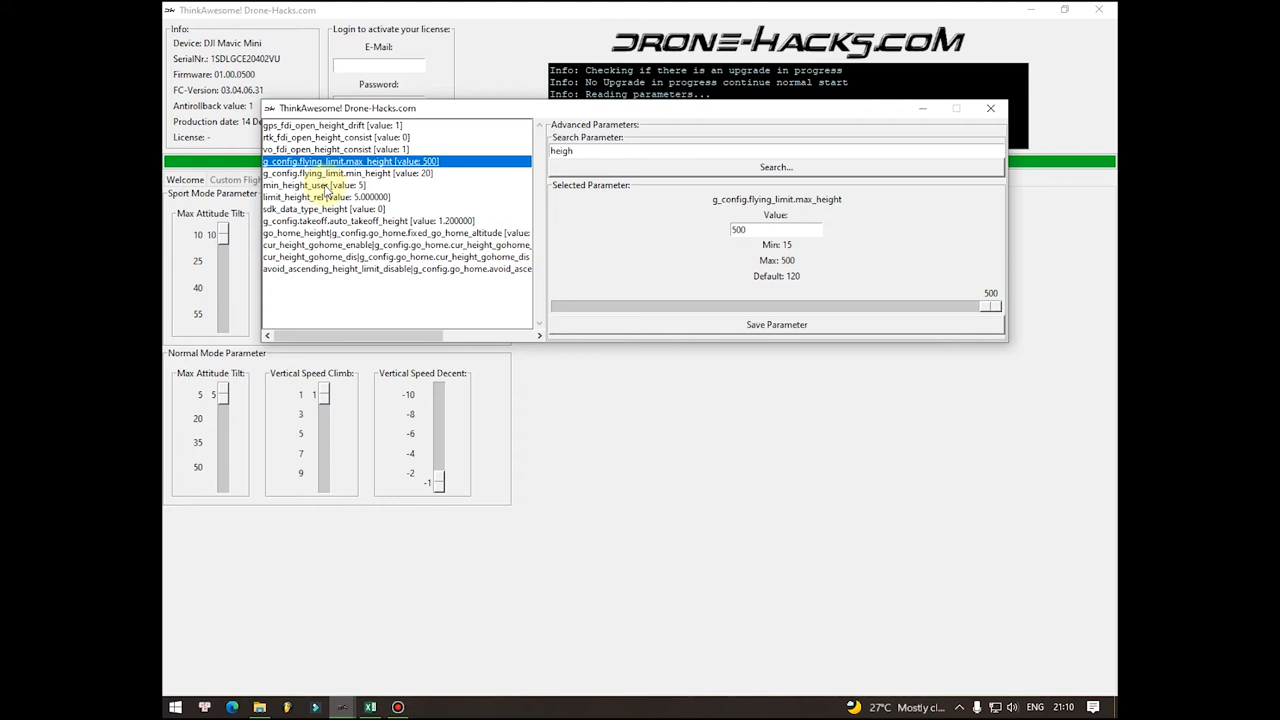 ThinkAwesome! Drone-Hacks.com
Info:
Device: DJI Mavic Mini
SerialNr.: 1SDLGCE20402VU
Firmware: 01.00.0500
FC-Version: 03.04.06.31
Antirollback value: 1
Production date: 14 De
License: -
Login to activate your license:
E-Mail:
Password:
DRONE-HACKS.COM
Info: Checking if there is an upgrade in progress
Info: No Upgrade in progress continue normal start
Info: Reading parameters...
ThinkAwesome! Drone-Hacks.com
gps_fdi_open_height_drift [value: 1]
rtk_fdi_open_height_consist [value: 0]
vo_fdi_open_height_consist [value: 1]
g_config.flying_limit.max_height [value: 500]
g_config.flying_limit.min_height [value: 20]
min_height_user [value: 5]
limit_height_rel [value: 5.000000]
sdk_data_type_height [value: 0]
g_config.takeoff.auto_takeoff_height [value: 1.200000]
go_home_height|g_config.go_home.fixed_go_home_altitude [value:
cur_height_gohome_enable|g_config.go_home.cur_height_gohome_
cur_height_gohome_dis|g_config.go_home.cur_height_gohome_dis
avoid_ascending_height_limit_disable|g_config.go_home.avoid_asce
Advanced Parameters:
Search Parameter:
heigh
Search...
Selected Parameter:
g_config.flying_limit.max_height
Value:
500
Min: 15
Max: 500
Default: 120
500
Save Parameter
Welcome Custom Fligh
Sport Mode Parameter
Max Attitude Tilt:
10 10
25
40
55
Normal Mode Parameter
Max Attitude Tilt:
5 5
20
35
50
Vertical Speed Climb:
1 1
3
5
7
9
Vertical Speed Decent:
-10
-8
-6
-4
-2
-1
27°C Mostly cl... ENG 21:10